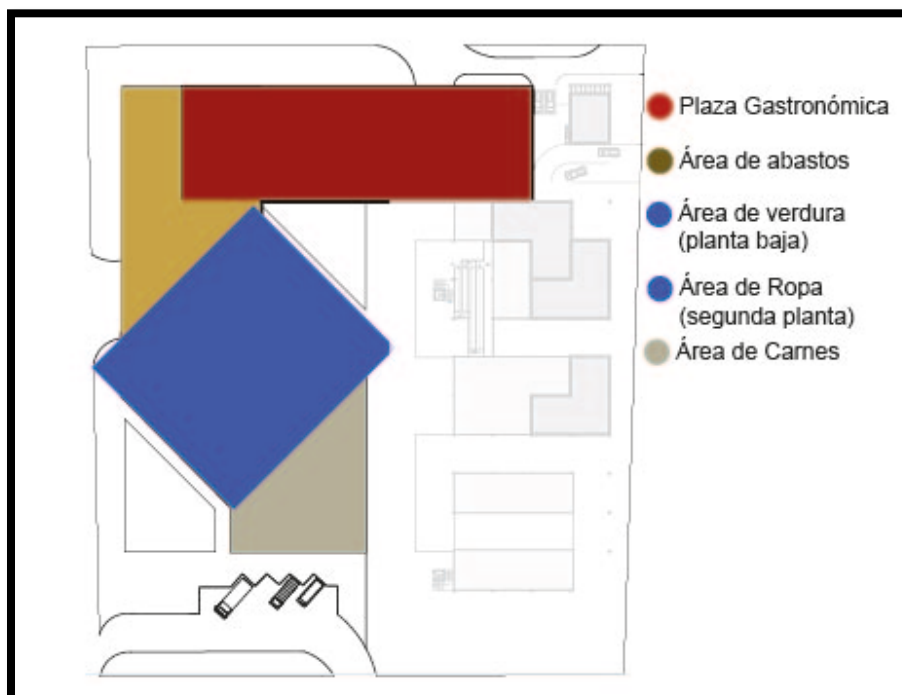 Plaza Gastronómica
Área de abastos
Área de verdura
(planta baja)
Área de Ropa
(segunda planta)
Área de Carnes